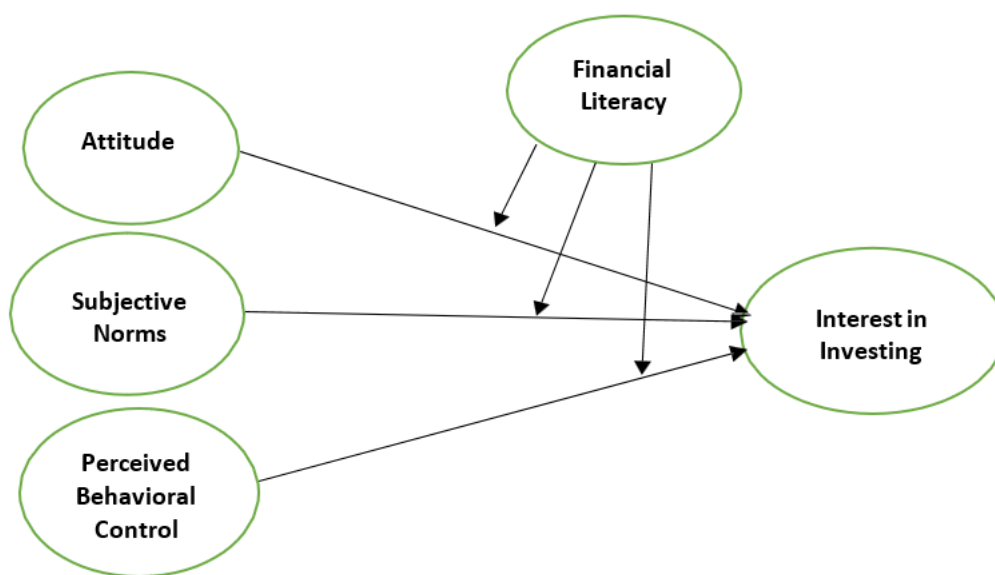 Financial
Literacy
Attitude
Subjective
Norms
Interest in
Investing
Perceived
Behavioral
Control